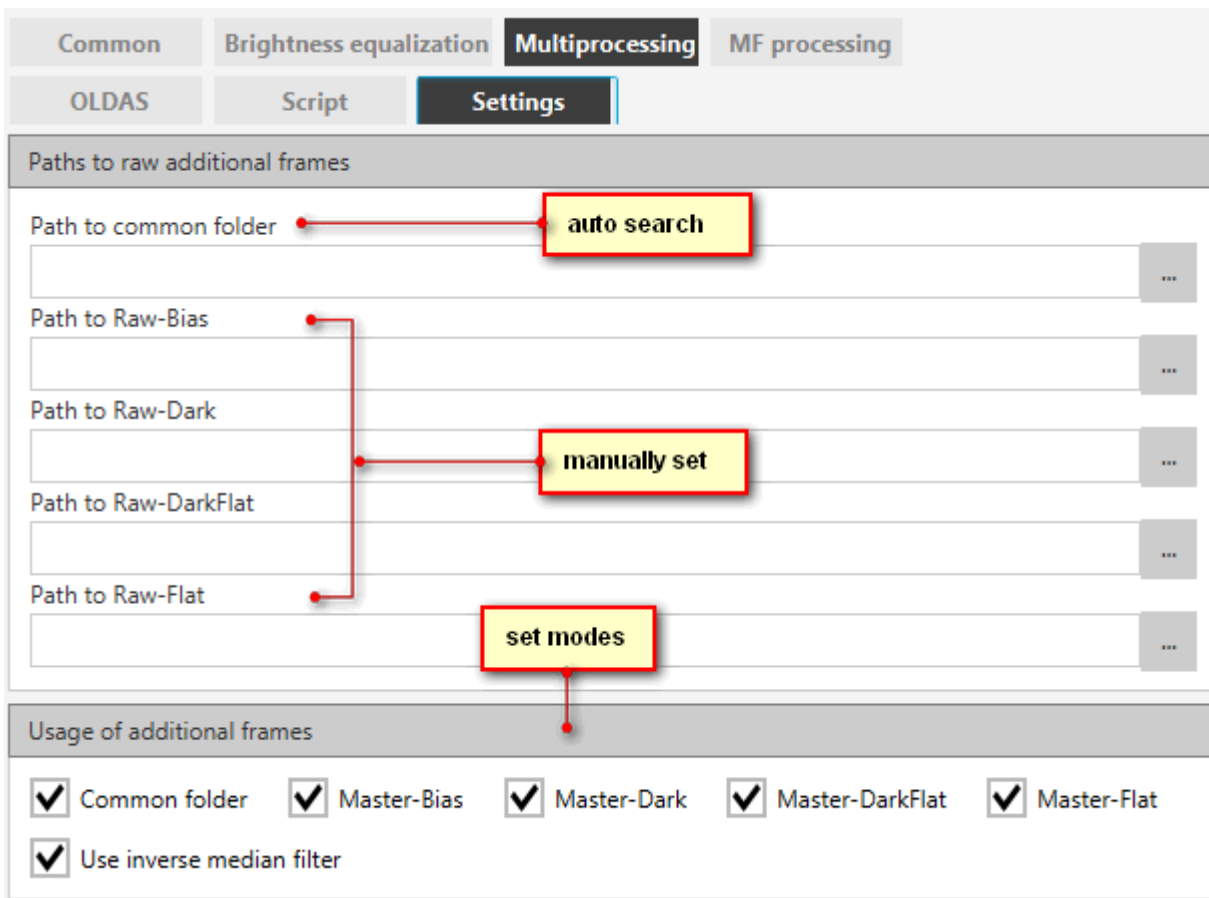 Common Brightness equalization Multiprocessing MF processing
OLDAS Script Settings
Paths to raw additional frames
Path to common folder auto search
...
Path to Raw-Bias
...
Path to Raw-Dark
manually set ...
Path to Raw-DarkFlat
...
Path to Raw-Flat
set modes ...
Usage of additional frames
Common folder Master-Bias Master-Dark Master-DarkFlat Master-Flat
Use inverse median filter